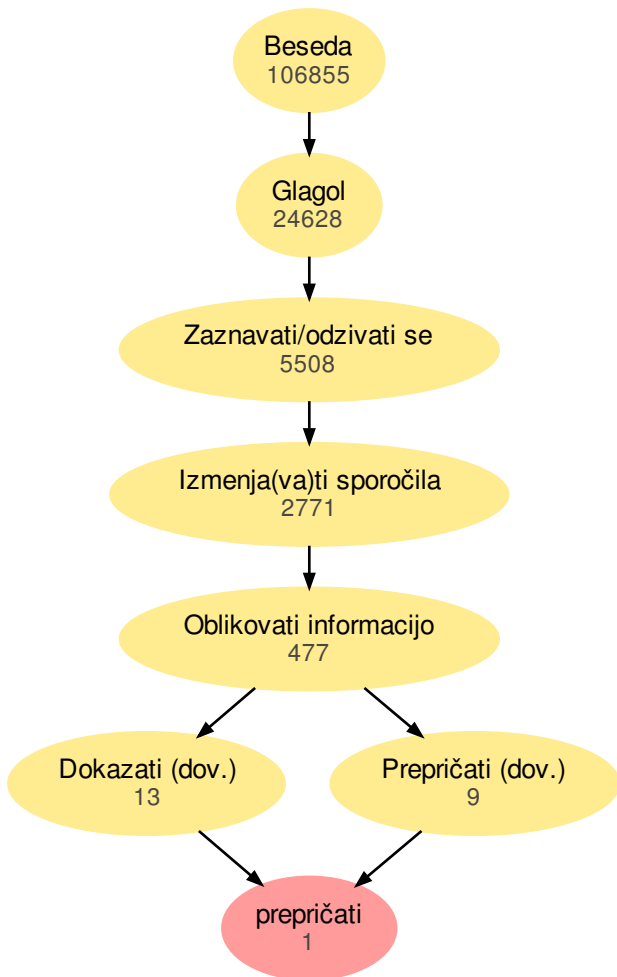 Beseda
106855
Glagol
24628
Zaznavati/odzivati se
5508
Izmenja(va)ti sporočila
2771
Oblikovati informacijo
477
Dokazati (dov.)
13
Prepričati (dov.)
9
prepričati
1